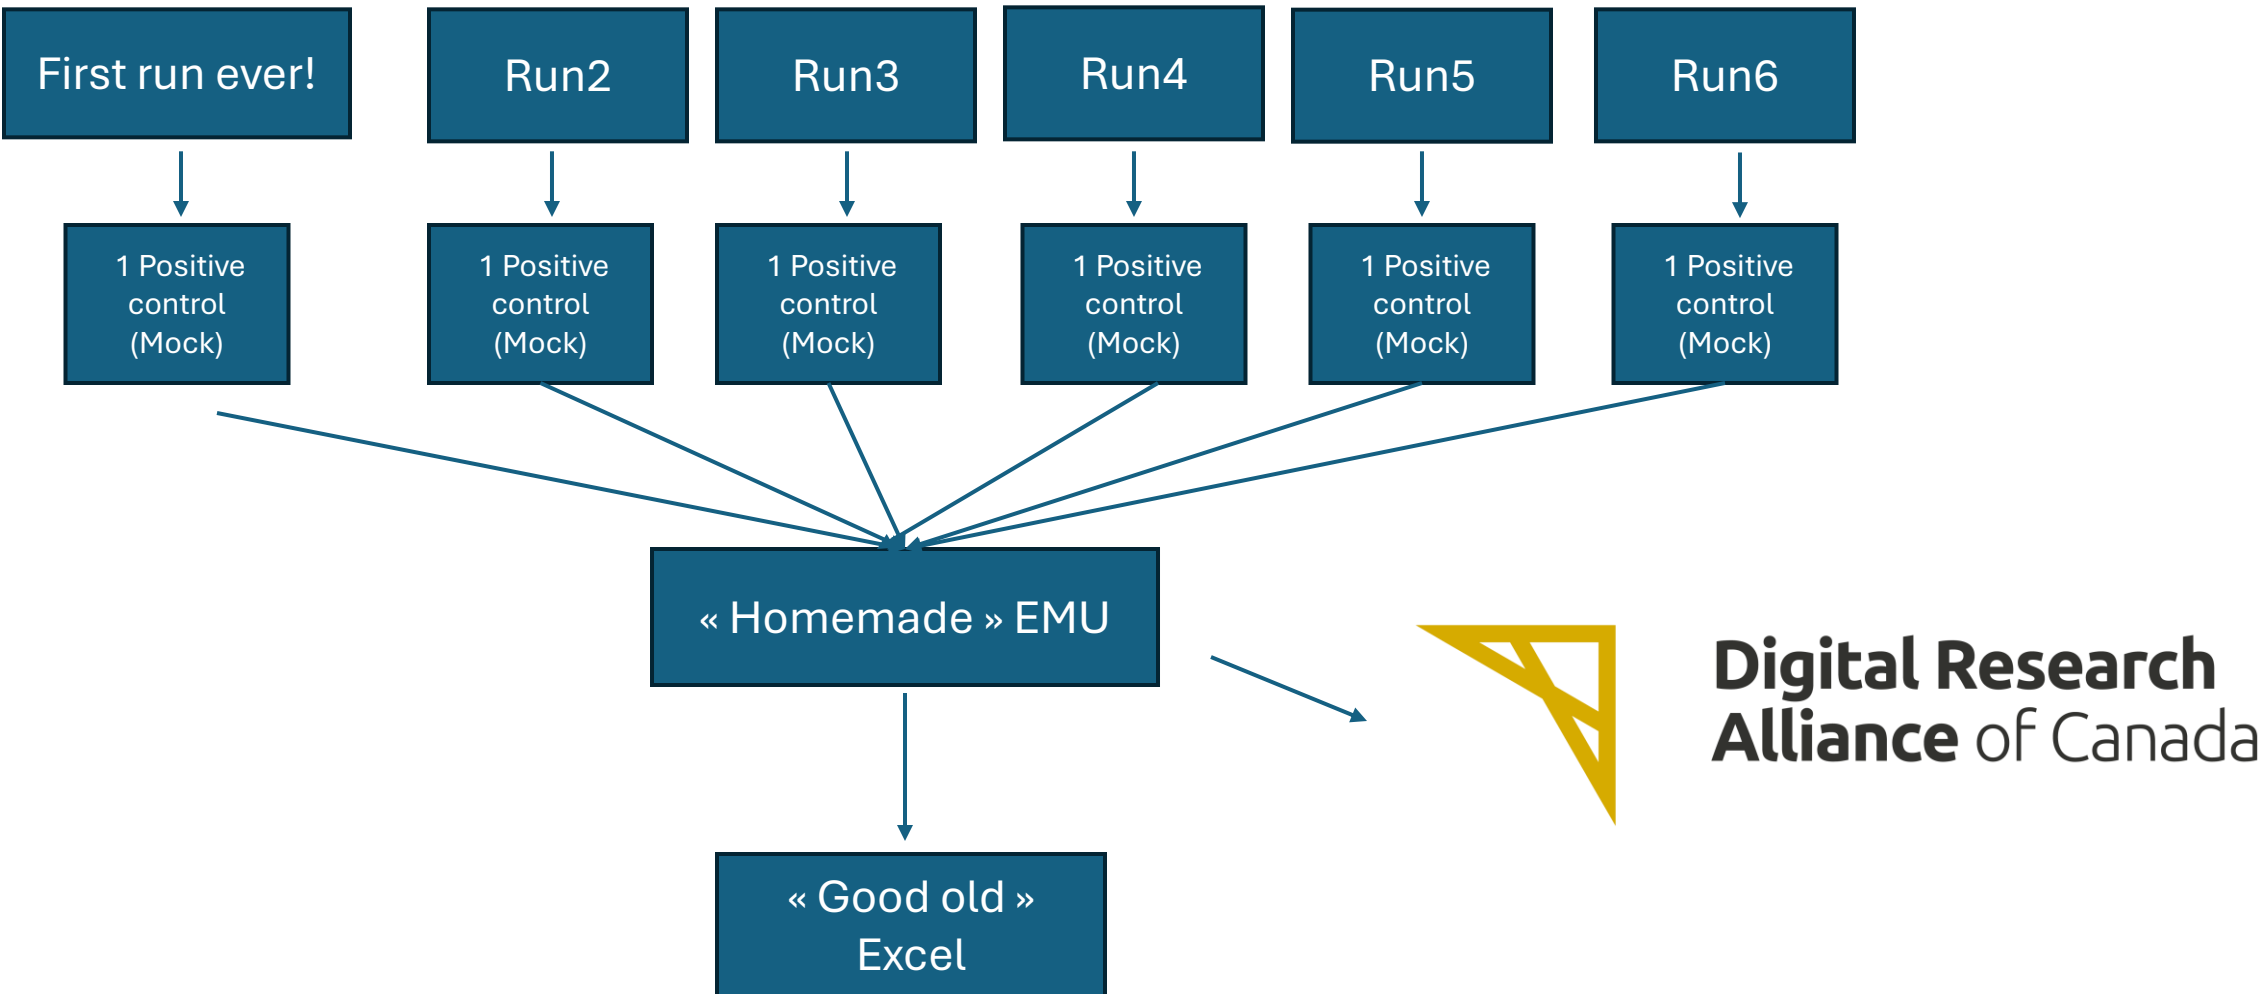 First run ever!
Run2
Run3
Run4
Run5
Run6
1 Positive
control
(Mock)
1 Positive
control
(Mock)
1 Positive
control
(Mock)
1 Positive
control
(Mock)
1 Positive
control
(Mock)
1 Positive
control
(Mock)
« Homemade » EMU
Digital Research
Alliance of Canada
« Good old »
Excel